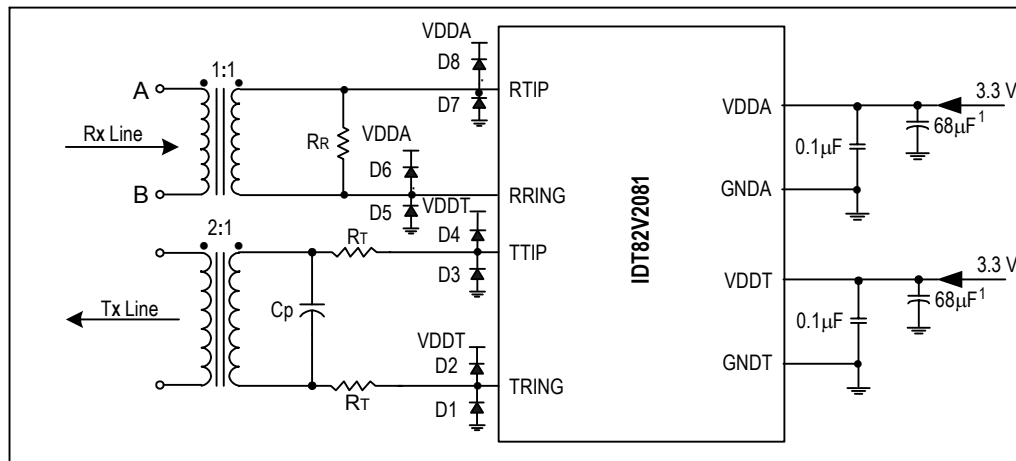 VDDA
D8
1:1
A
RTIP
D7
VDDA
3.3 V
VDDA
68µF1
Rx Line
RR
D6
0.1µF
B
RRING
GNDA
D5
VDDT
2:1
D4
RT
TTIP
D3
IDT82V2081
3.3 V
VDDT
68µF1
Tx Line
Cp
0.1µF
VDDT
D2
GNDT
TRING
RT
D1